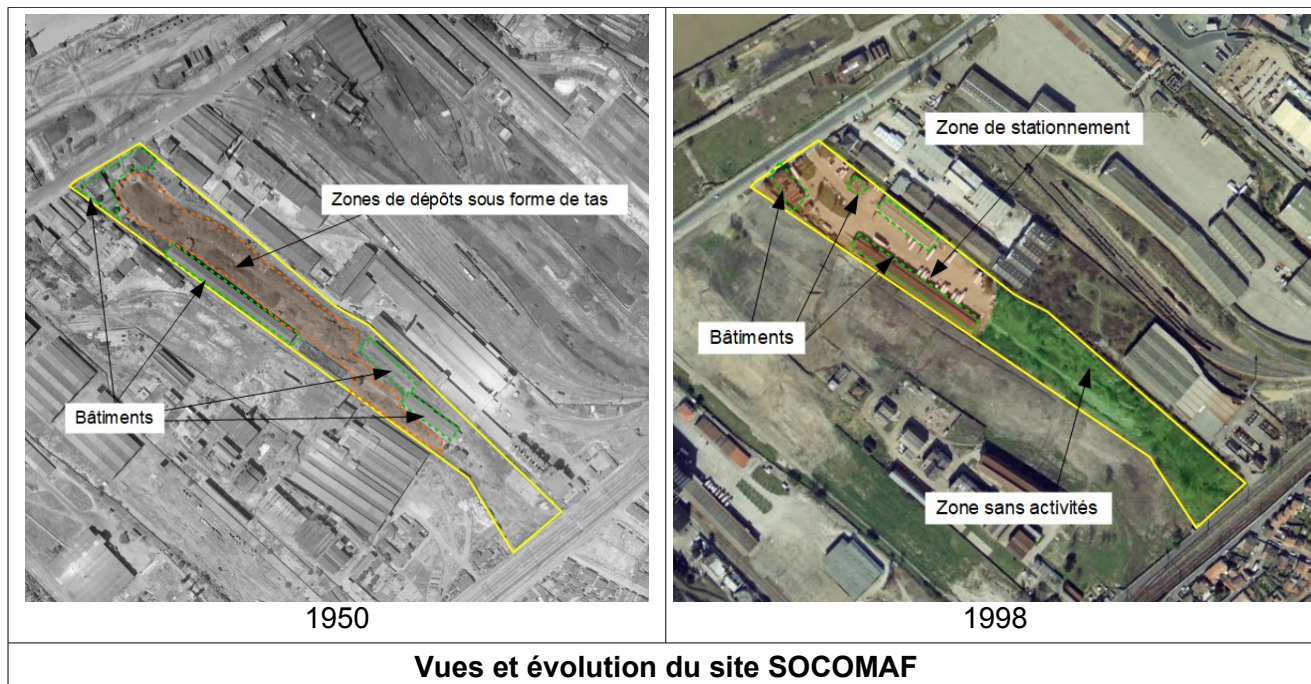 Zones de dépôts sous forme de tas
Bâtiments
1950
Zone de stationnement
Bâtiments
Zone sans activités
1998
Vues et évolution du site SOCOMAF